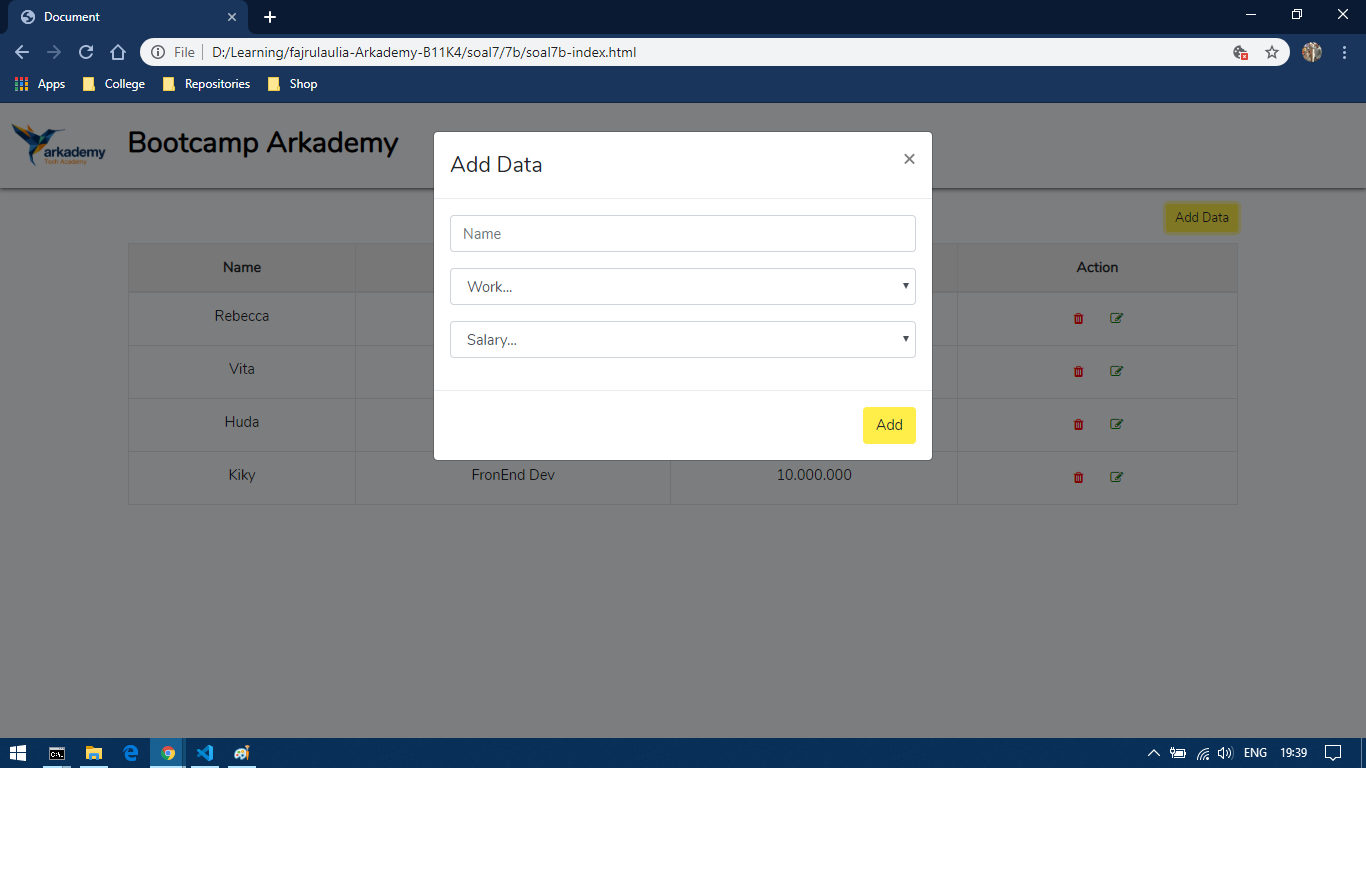 Document
File D:/Learning/fajrulaulia-Arkademy-B11K4/soal7/7b/soal7b-index.html
Apps College Repositories Shop
arkademy
Tech Academy
Bootcamp Arkademy
Add Data
Add Data
Name
Work...
Salary...
Add
Name Action
Rebecca
Vita
Huda
Kiky FronEnd Dev 10.000.000
ENG 19:39